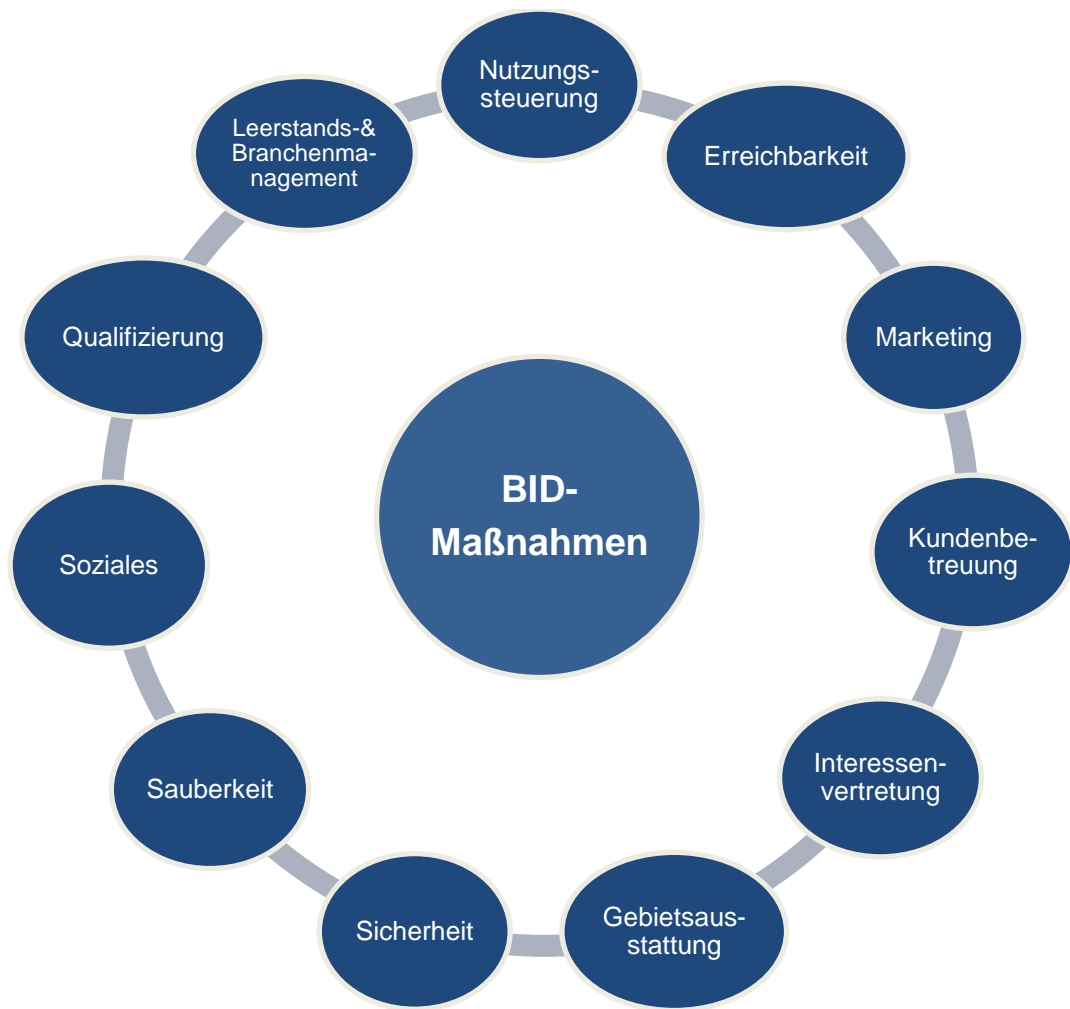 Nutzungs-
steuerung
Erreichbarkeit
Marketing
Kundenbe-
treuung
Interessen-
vertretung
Gebietsaus-
stattung
Sicherheit
Sauberkeit
Soziales
Qualifizierung
Leerstands-&
Branchenma-
nagement
BID-
Maßnahmen